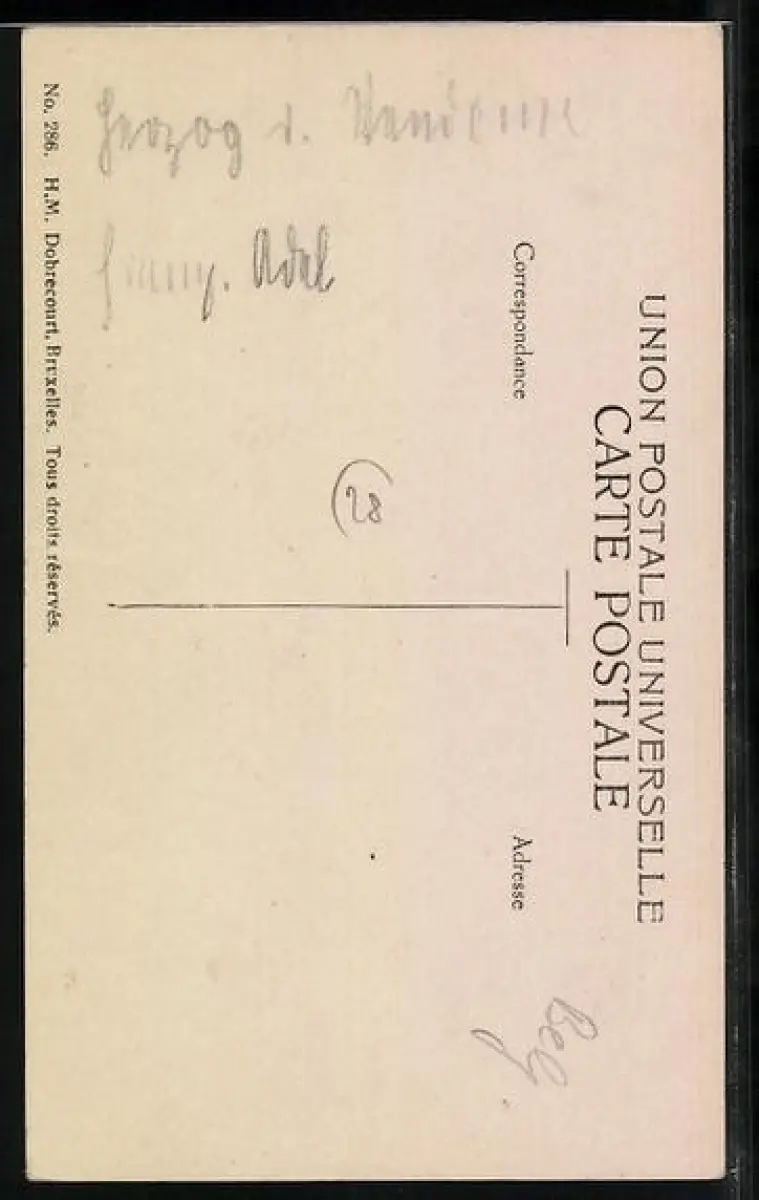 UNION POSTALE UNIVERSELLE
CARTE POSTALE
Correspondance
Adresse
Herzog v. Vendôme
franz. Adel
(28
Belg.
No. 286. H.M. Dobrecourt, Bruxelles. Tous droits réservés.